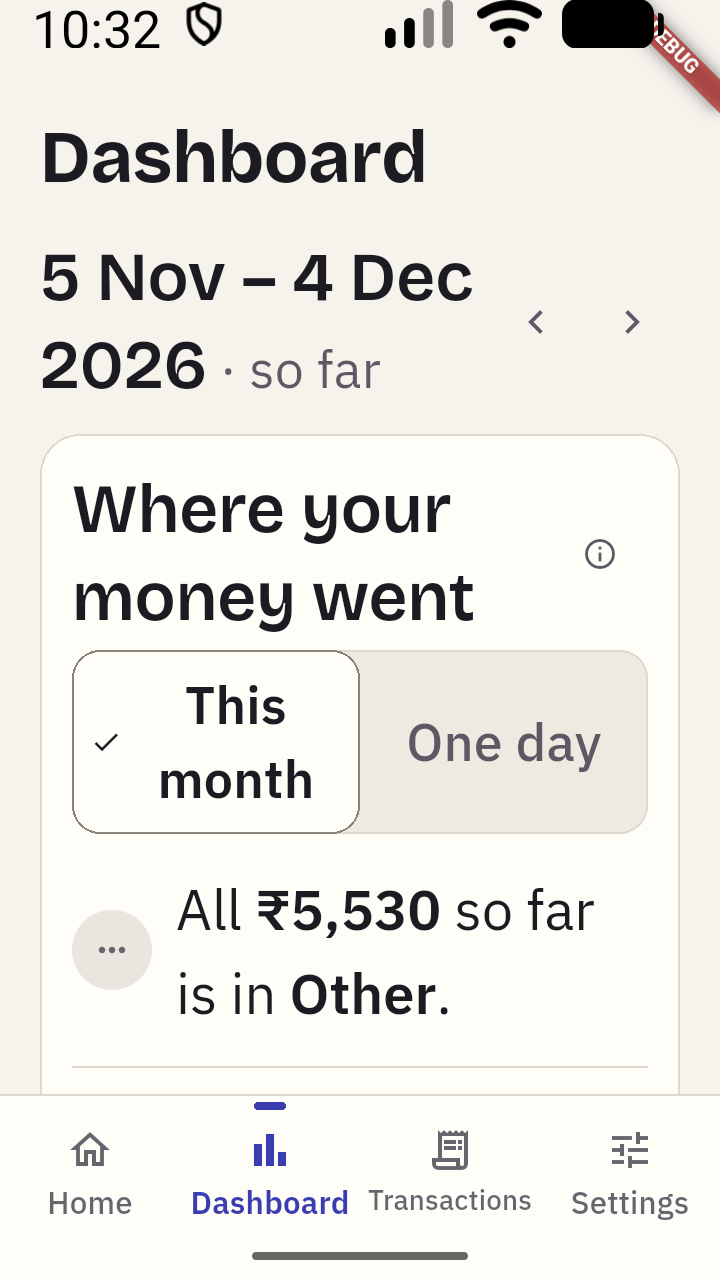 10:32
DEBUG
Dashboard
5 Nov – 4 Dec
2026 · so far
Where your
money went
This
month
One day
All ₹5,530 so far
is in Other.
Home
Dashboard
Transactions
Settings